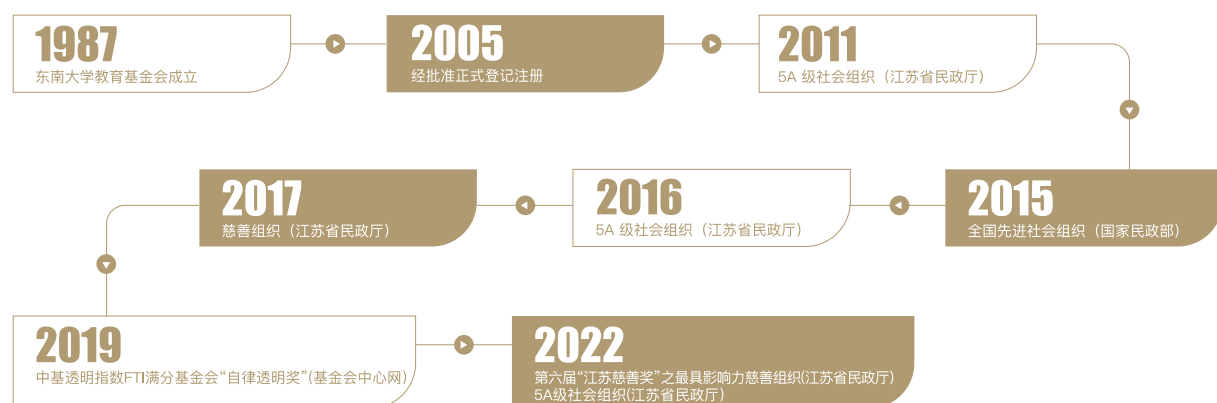 1987
东南大学教育基金会成立
2005
经批准正式登记注册
2011
5A 级社会组织（江苏省民政厅）
2015
全国先进社会组织（国家民政部）
2016
5A 级社会组织（江苏省民政厅）
2017
慈善组织（江苏省民政厅）
2019
中基透明指数FTI满分基金会“自律透明奖”(基金会中心网)
2022
第六届“江苏慈善奖”之最具影响力慈善组织(江苏省民政厅)
5A级社会组织(江苏省民政厅)